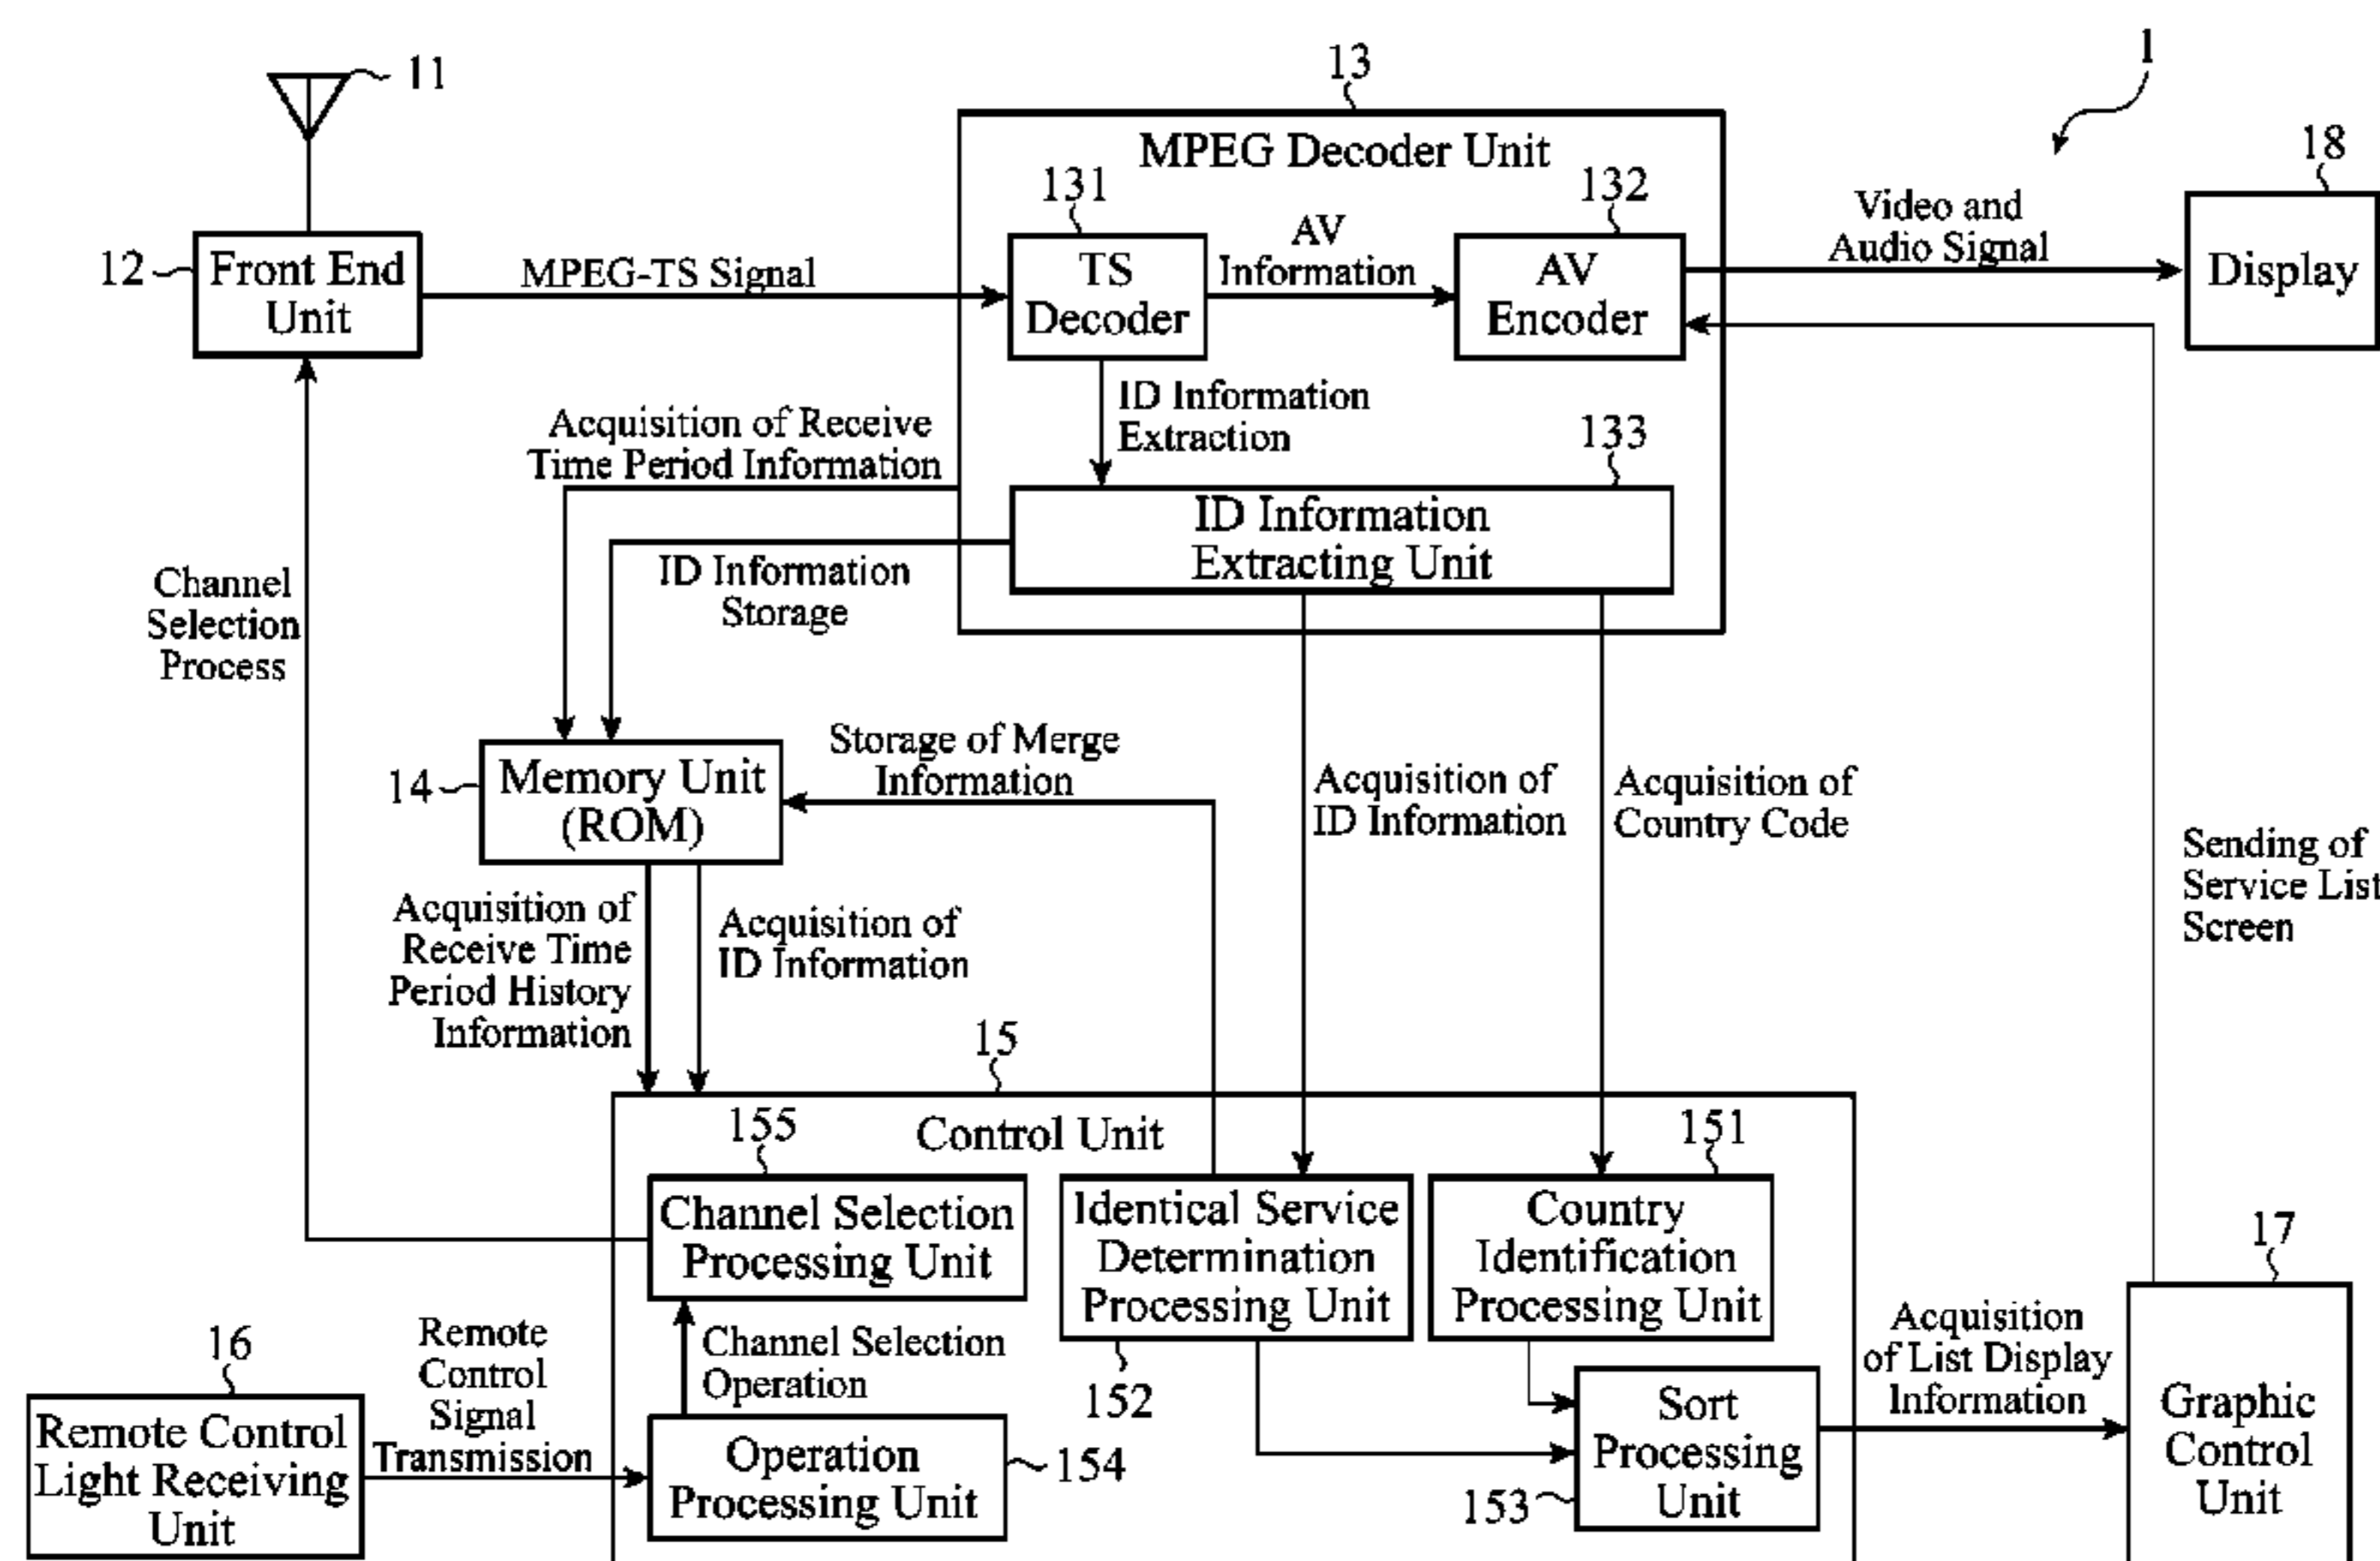 11
13
1
MPEG Decoder Unit
18
131
132
AV
Information
Video and
Audio Signal
12
Front End
Unit
MPEG-TS Signal
TS
Decoder
AV
Encoder
Display
ID Information
Extraction
Acquisition of Receive
Time Period Information
133
ID Information
Extracting Unit
ID Information
Storage
Channel
Selection
Process
14
Memory Unit
(ROM)
Storage of Merge
Information
Acquisition of
ID Information
Acquisition of
Country Code
Sending of
Service List
Screen
Acquisition of
Receive Time
Period History
Information
Acquisition of
ID Information
15
Control Unit
155
151
Channel Selection
Processing Unit
Identical Service
Determination
Processing Unit
Country
Identification
Processing Unit
17
16
Remote
Control
Signal
Transmission
Channel Selection
Operation
152
Acquisition
of List Display
Information
Remote Control
Light Receiving
Unit
Operation
Processing Unit
154
153
Sort
Processing
Unit
Graphic
Control
Unit